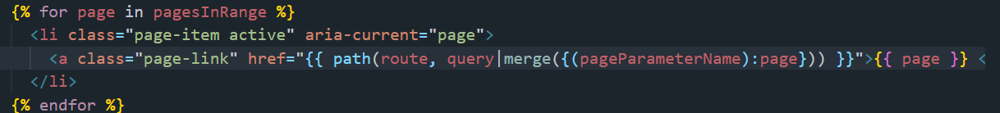 {% for page in pagesInRange %}
<li class="page-item active" aria-current="page">
<a class="page-link" href="{{ path(route, query|merge({(pageParameterName):page})) }}">{{ page }} <
</li>
{% endfor %}